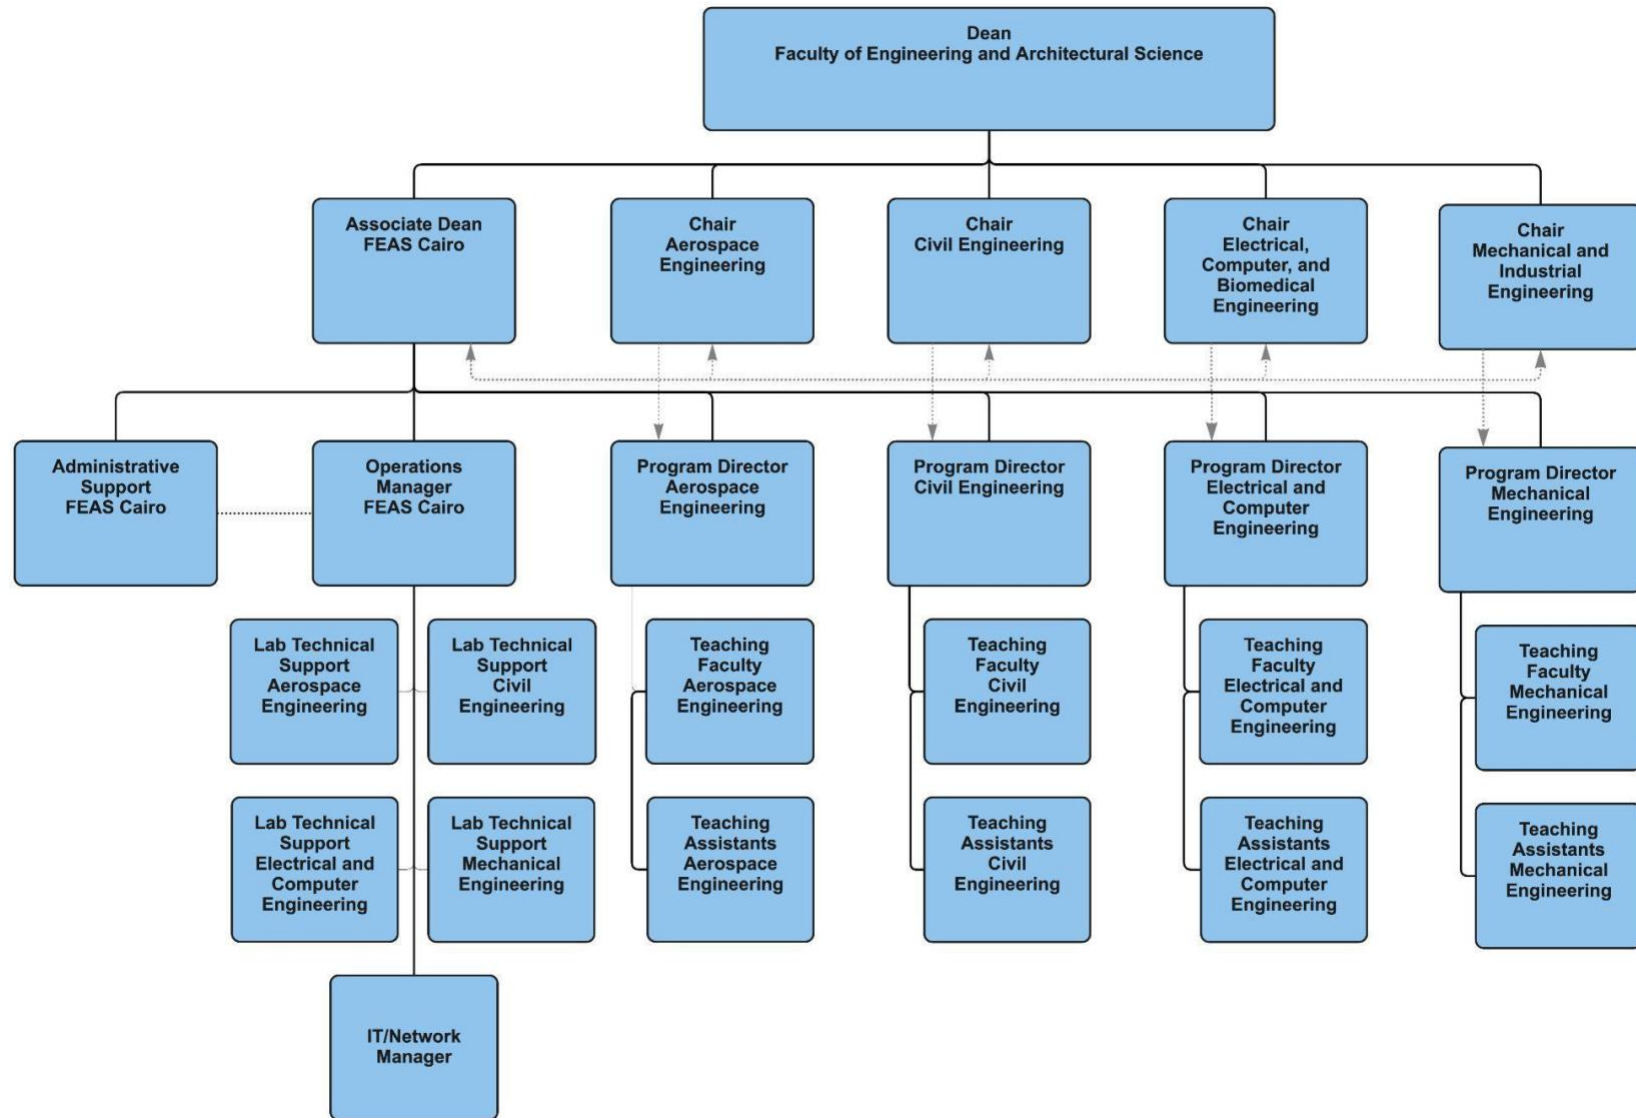 Dean
Faculty of Engineering and Architectural Science
Associate Dean
FEAS Cairo
Chair
Aerospace
Engineering
Chair
Civil Engineering
Chair
Electrical,
Computer, and
Biomedical
Engineering
Chair
Mechanical and
Industrial
Engineering
Administrative
Support
FEAS Cairo
Operations
Manager
FEAS Cairo
Program Director
Aerospace
Engineering
Program Director
Civil Engineering
Program Director
Electrical and
Computer
Engineering
Program Director
Mechanical
Engineering
Lab Technical
Support
Aerospace
Engineering
Lab Technical
Support
Civil
Engineering
Teaching
Faculty
Aerospace
Engineering
Teaching
Faculty
Civil
Engineering
Teaching
Faculty
Electrical and
Computer
Engineering
Teaching
Faculty
Mechanical
Engineering
Lab Technical
Support
Electrical and
Computer
Engineering
Lab Technical
Support
Mechanical
Engineering
Teaching
Assistants
Aerospace
Engineering
Teaching
Assistants
Civil
Engineering
Teaching
Assistants
Electrical and
Computer
Engineering
Teaching
Assistants
Mechanical
Engineering
IT/Network
Manager